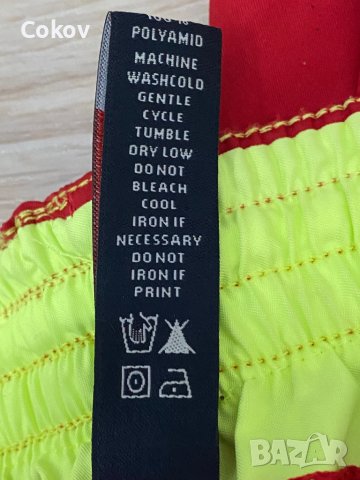 Cokov
POLYAMID
MACHINE
WASHCOLD
GENTLE
CYCLE
TUMBLE
DRY LOW
DO NOT
BLEACH
COOL
IRON IF
NECESSARY
DO NOT
IRON IF
PRINT
BAZAR